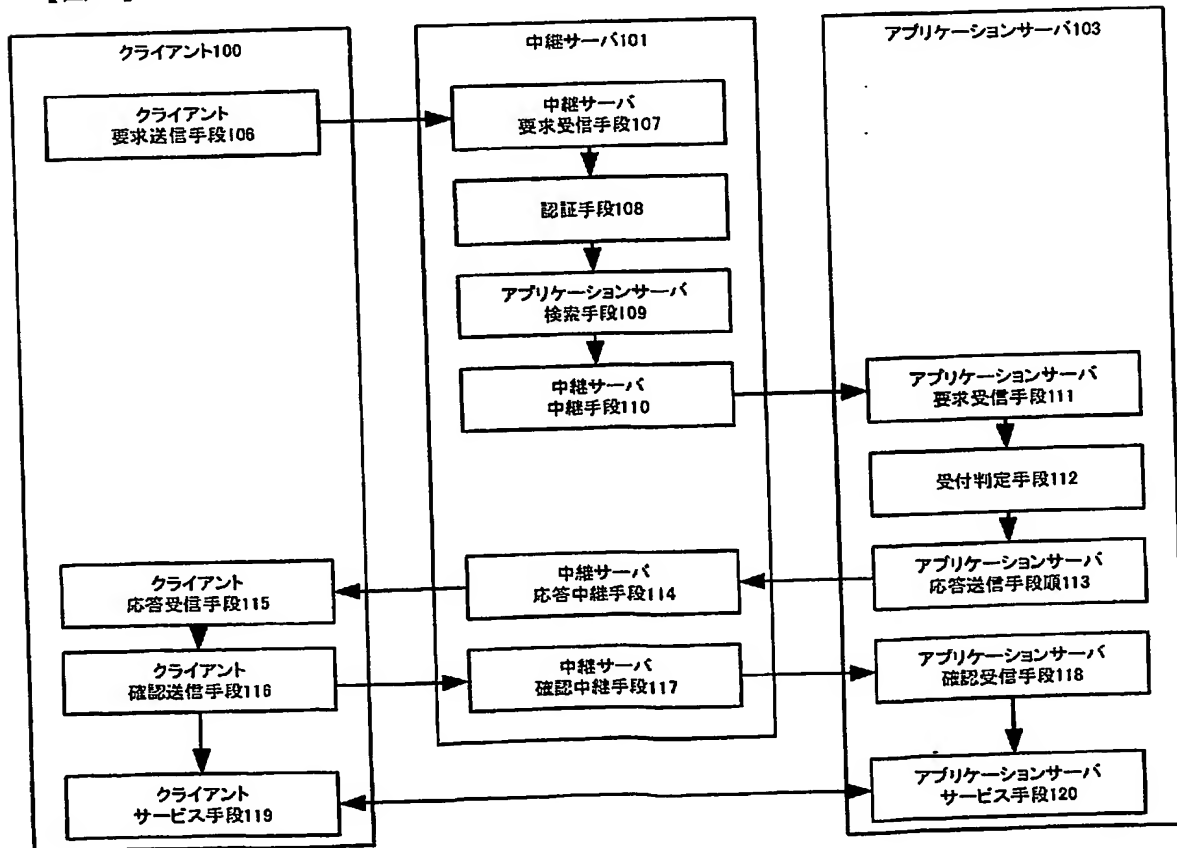 クライアント100
クライアント
要求送信手段106
クライアント
応答受信手段115
クライアント
確認送信手段116
クライアント
サービス手段119
中継サーバ101
中継サーバ
要求受信手段107
認証手段108
アプリケーションサーバ
検索手段109
中継サーバ
中継手段110
中継サーバ
応答中継手段114
中継サーバ
確認中継手段117
アプリケーションサーバ103
アプリケーションサーバ
要求受信手段111
受付判定手段112
アプリケーションサーバ
応答送信手段順113
アプリケーションサーバ
確認受信手段118
アプリケーションサーバ
サービス手段120